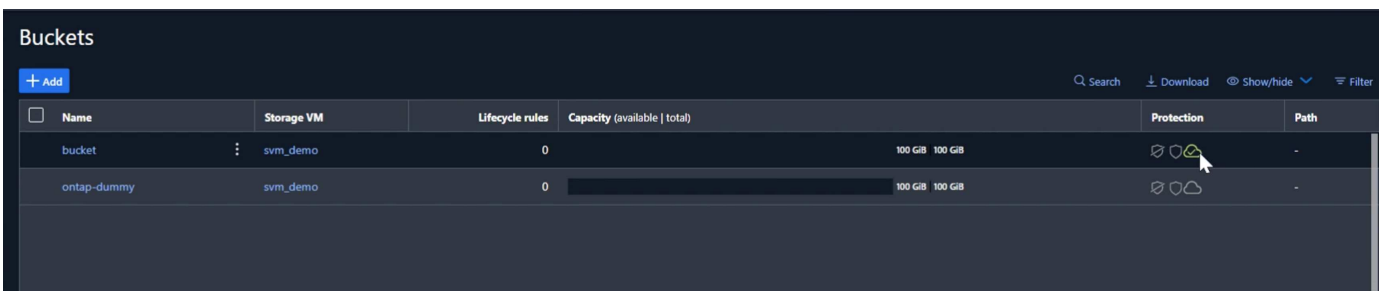 Buckets
+ Add Search Download Show/hide Filter
Name Storage VM Lifecycle rules Capacity (available | total) Protection Path
bucket svm_demo 0 100 GiB 100 GiB -
ontap-dummy svm_demo 0 100 GiB 100 GiB -